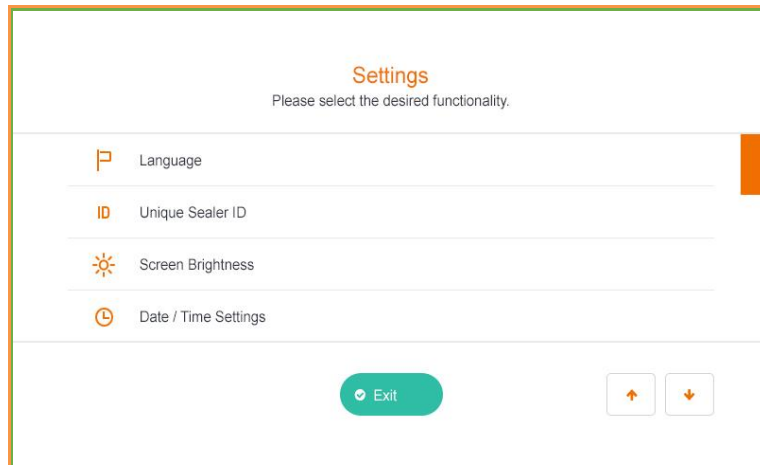 Settings
Please select the desired functionality.
Language
ID Unique Sealer ID
Screen Brightness
Date / Time Settings
Exit